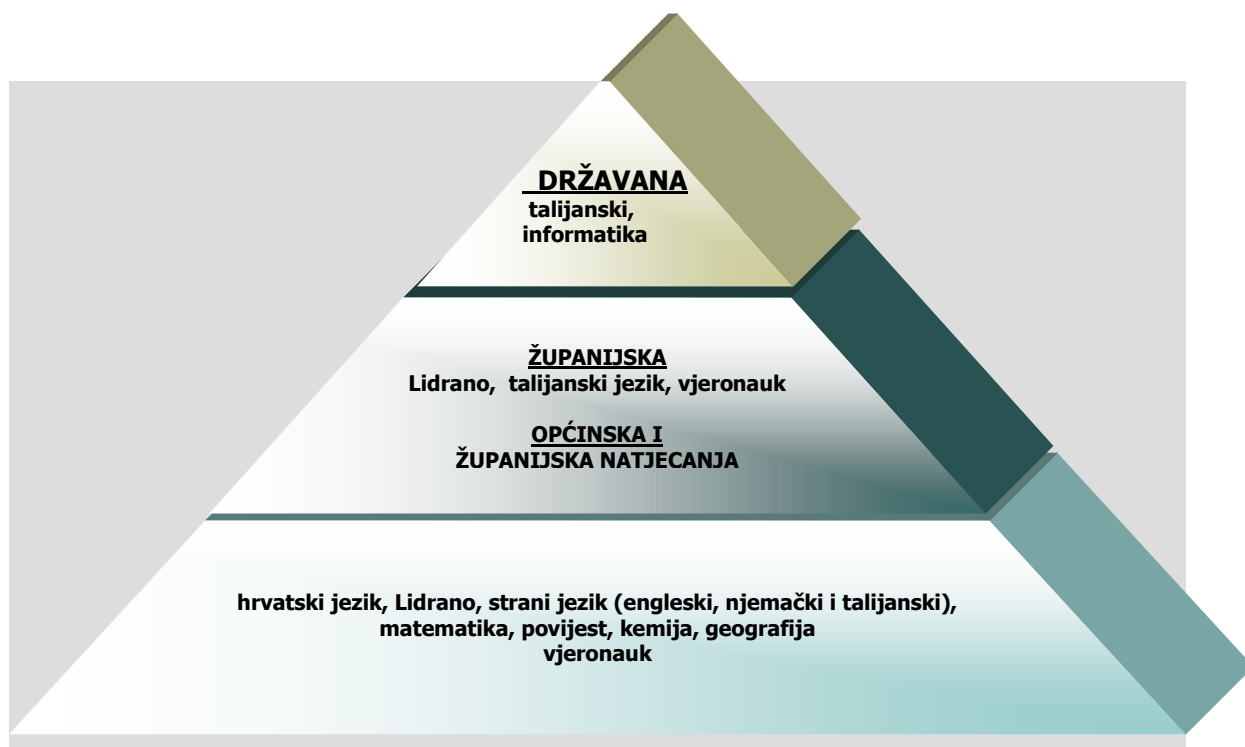 DRŽAVANA
talijanski,
informatika
ŽUPANIJSKA
Lidrano, talijanski jezik, vjeronauk
OPĆINSKA I
ŽUPANIJSKA NATJECANJA
hrvatski jezik, Lidrano, strani jezik (engleski, njemački i talijanski),
matematika, povijest, kemija, geografija
vjeronauk